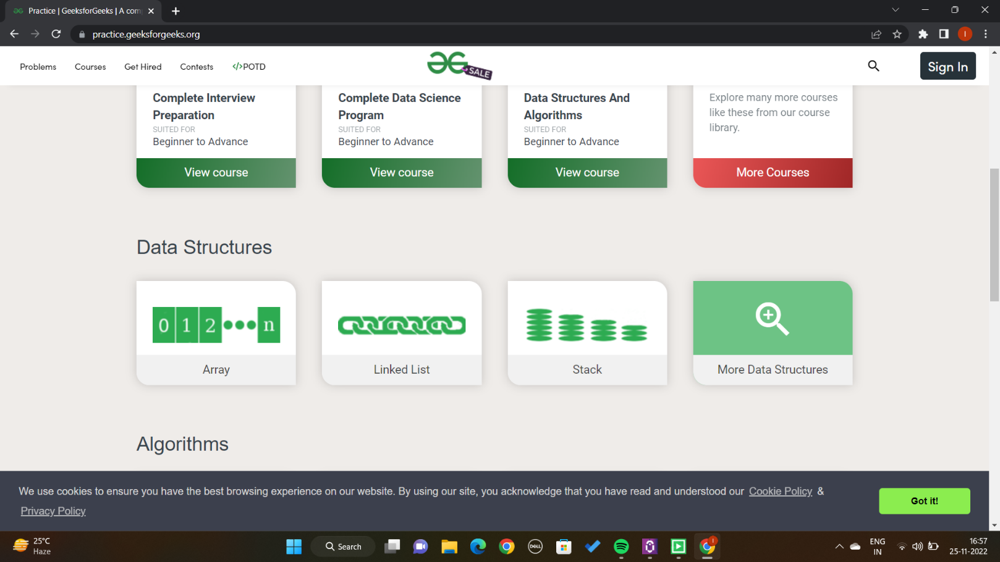 Practice | GeeksforGeeks | A com
practice.geeksforgeeks.org
Problems Courses Get Hired Contests </>POTD SALE Sign In
Complete Interview
Preparation
SUITED FOR
Beginner to Advance
View course
Complete Data Science
Program
SUITED FOR
Beginner to Advance
View course
Data Structures And
Algorithms
SUITED FOR
Beginner to Advance
View course
Explore many more courses
like these from our course
library.
More Courses
Data Structures
0 1 2 n
Array
Linked List
Stack
More Data Structures
Algorithms
We use cookies to ensure you have the best browsing experience on our website. By using our site, you acknowledge that you have read and understood our Cookie Policy &
Privacy Policy
Got it!
25°C
Haze
Search
DELL
ENG
IN
16:57
25-11-2022